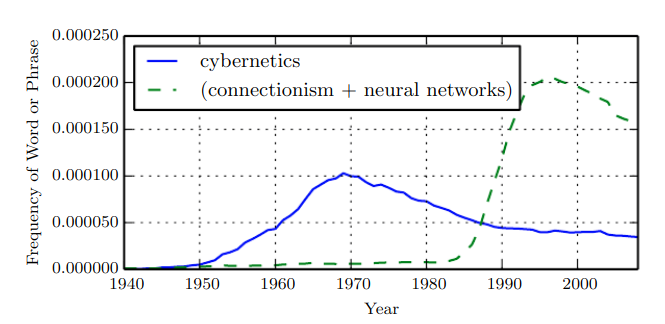 0.000250
cybernetics
(connectionism + neural networks)
0.000200
0.000150
0.000100
0.000050
0.000000
Frequency of Word or Phrase
1940 1950 1960 1970 1980 1990 2000
Year